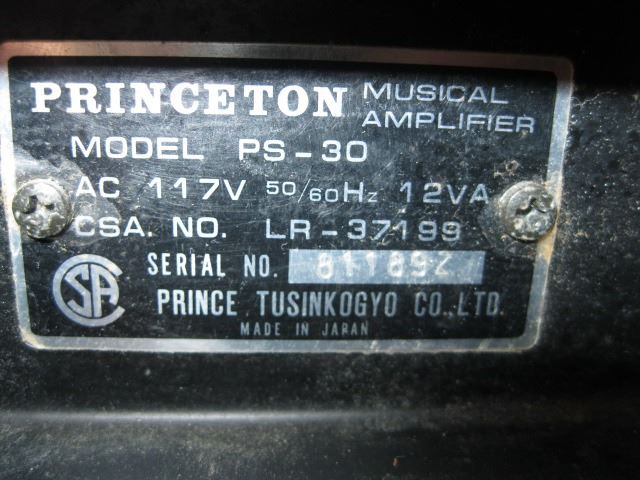 PRINCETON MUSICAL AMPLIFIER
MODEL PS-30
AC 117V 50/60Hz 12VA
CSA. NO. LR-37199
SERIAL NO.
SA PRINCE TUSINKOGYO CO.,LTD.
MADE IN JAPAN